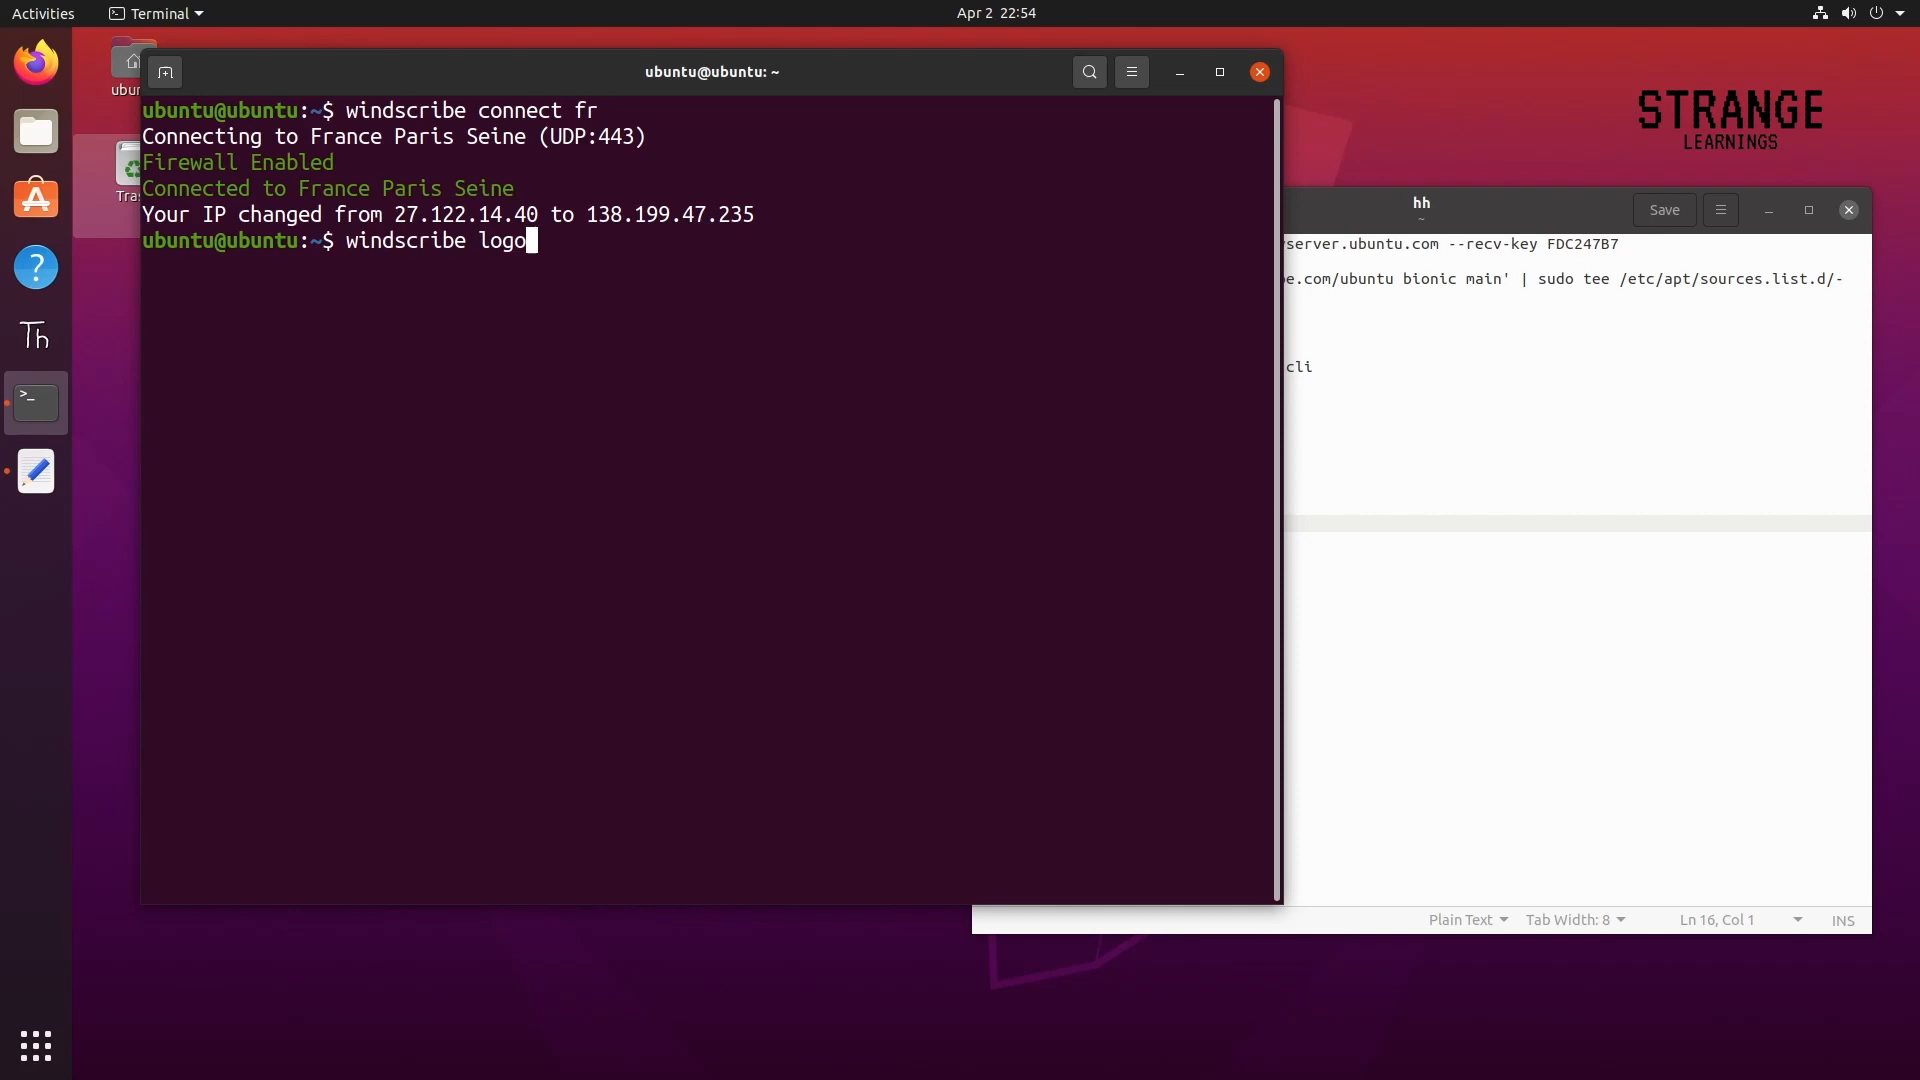 Activities
Terminal
Apr 2 22:54
STRANGE
LEARNINGS
ubuntu@ubuntu: ~
ubuntu@ubuntu:~$ windscribe connect fr
Connecting to France Paris Seine (UDP:443)
Firewall Enabled
Connected to France Paris Seine
Your IP changed from 27.122.14.40 to 138.199.47.235
ubuntu@ubuntu:~$ windscribe logo
hh
~
Save
server.ubuntu.com --recv-key FDC247B7
e.com/ubuntu bionic main' | sudo tee /etc/apt/sources.list.d/-
cli
Plain Text
Tab Width: 8
Ln 16, Col 1
INS
ubun
Tra
Th